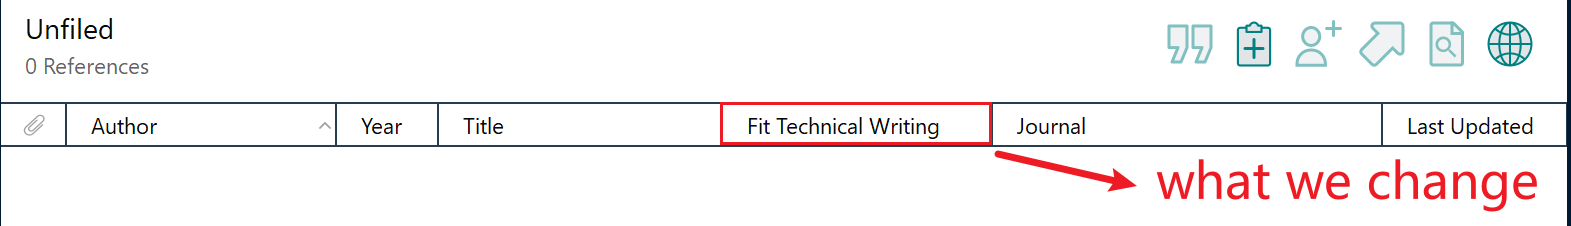 Unfiled
0 References
Author Year Title Fit Technical Writing Journal Last Updated
what we change